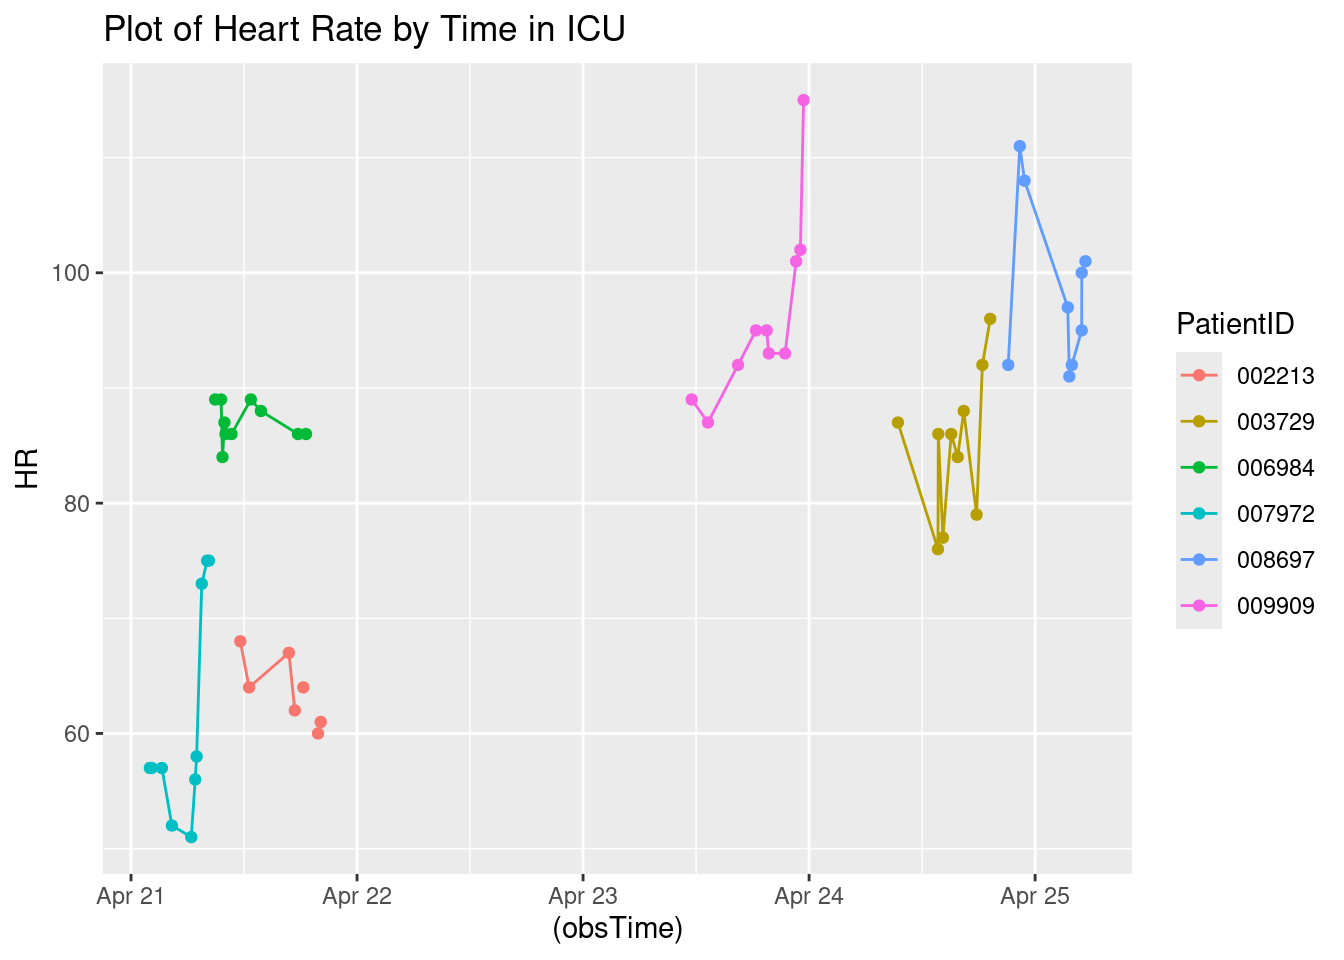 Plot of Heart Rate by Time in ICU
HR
100
80
60
Apr 21
Apr 22
Apr 23
Apr 24
Apr 25
(obsTime)
PatientID
002213
003729
006984
007972
008697
009909